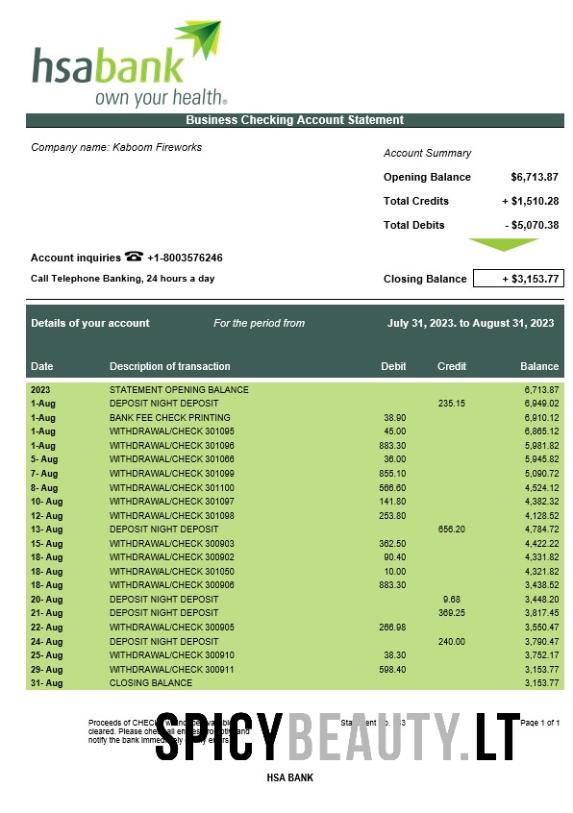 hsabank
own your health®
Business Checking Account Statement
Company name: Kaboom Fireworks
Account Summary
Opening Balance $6,713.87
Total Credits + $1,510.28
Total Debits - $5,070.38
Account inquiries ☎ +1-8003576246
Call Telephone Banking, 24 hours a day
Closing Balance + $3,153.77
Details of your account For the period from July 31, 2023. to August 31, 2023
Date Description of transaction Debit Credit Balance
2023 STATEMENT OPENING BALANCE 6,713.87
1-Aug DEPOSIT NIGHT DEPOSIT 235.15 6,949.02
1-Aug BANK FEE CHECK PRINTING 38.90 6,910.12
1-Aug WITHDRAWAL/CHECK 301095 45.00 6,865.12
1-Aug WITHDRAWAL/CHECK 301096 883.30 5,981.82
5- Aug WITHDRAWAL/CHECK 301066 36.00 5,945.82
7- Aug WITHDRAWAL/CHECK 301099 855.10 5,090.72
8- Aug WITHDRAWAL/CHECK 301100 566.60 4,524.12
10- Aug WITHDRAWAL/CHECK 301097 141.80 4,382.32
12- Aug WITHDRAWAL/CHECK 301098 253.80 4,128.52
13- Aug DEPOSIT NIGHT DEPOSIT 656.20 4,784.72
15- Aug WITHDRAWAL/CHECK 300903 362.50 4,422.22
18- Aug WITHDRAWAL/CHECK 300902 90.40 4,331.82
18- Aug WITHDRAWAL/CHECK 301050 10.00 4,321.82
18- Aug WITHDRAWAL/CHECK 300906 883.30 3,438.52
20- Aug DEPOSIT NIGHT DEPOSIT 9.68 3,448.20
21- Aug DEPOSIT NIGHT DEPOSIT 369.25 3,817.45
22- Aug WITHDRAWAL/CHECK 300905 266.98 3,550.47
24- Aug DEPOSIT NIGHT DEPOSIT 240.00 3,790.47
25- Aug WITHDRAWAL/CHECK 300910 38.30 3,752.17
29- Aug WITHDRAWAL/CHECK 300911 598.40 3,153.77
31- Aug CLOSING BALANCE 3,153.77
Proceeds of Page 1 of 1
cleared. Please
notify the bank
SPICYBEAUTY.LT
HSA BANK